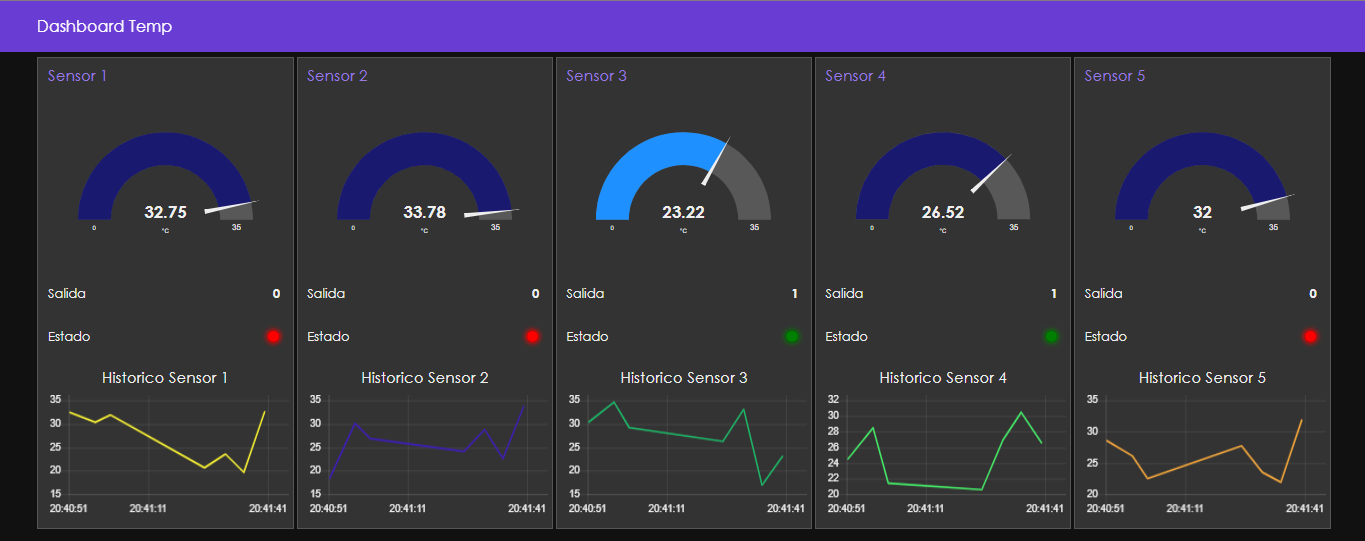 Dashboard Temp
Sensor 1
32.75
0
°C
35
Salida 0
Estado
Historico Sensor 1
35
30
25
20
15
20:40:51 20:41:11 20:41:41
Sensor 2
33.78
0
°C
35
Salida 0
Estado
Historico Sensor 2
35
30
25
20
15
20:40:51 20:41:11 20:41:41
Sensor 3
23.22
0
°C
35
Salida 1
Estado
Historico Sensor 3
35
30
25
20
15
20:40:51 20:41:11 20:41:41
Sensor 4
26.52
0
°C
35
Salida 1
Estado
Historico Sensor 4
32
30
28
26
24
22
20
20:40:51 20:41:11 20:41:41
Sensor 5
32
0
°C
35
Salida 0
Estado
Historico Sensor 5
35
30
25
20
20:40:51 20:41:11 20:41:41